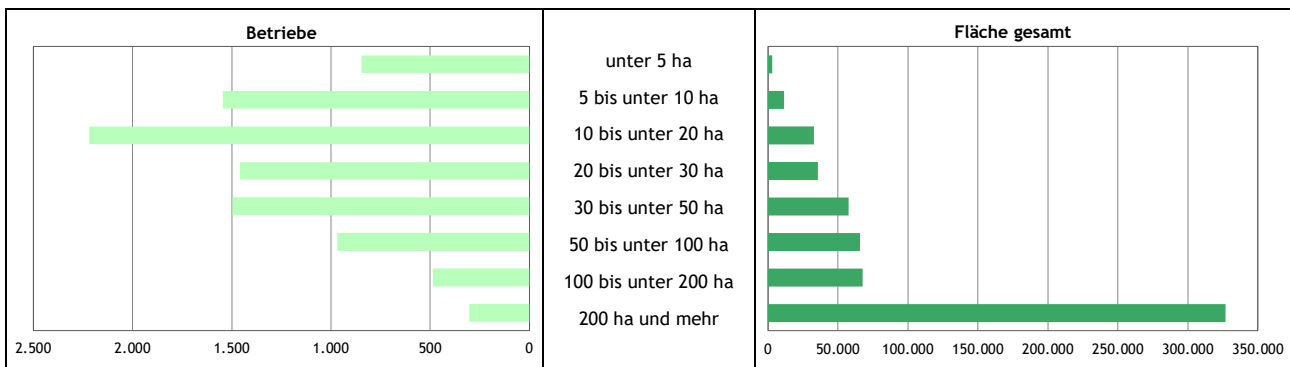 Betriebe
Fläche gesamt
unter 5 ha
5 bis unter 10 ha
10 bis unter 20 ha
20 bis unter 30 ha
30 bis unter 50 ha
50 bis unter 100 ha
100 bis unter 200 ha
200 ha und mehr
2.500 2.000 1.500 1.000 500 0
0 50.000 100.000 150.000 200.000 250.000 300.000 350.000